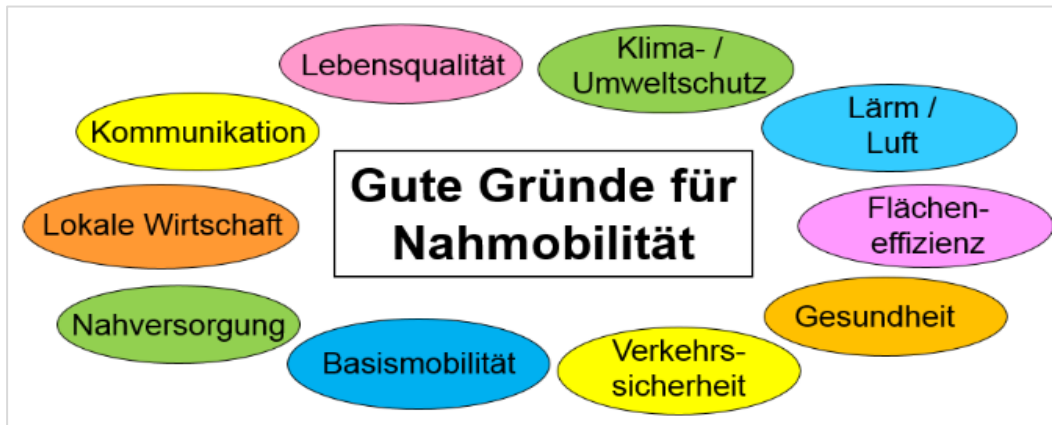 Lebensqualität
Klima- /
Umweltschutz
Kommunikation
Lärm /
Luft
Gute Gründe für
Nahmobilität
Lokale Wirtschaft
Flächen-
effizienz
Nahversorgung
Gesundheit
Basismobilität
Verkehrs-
sicherheit